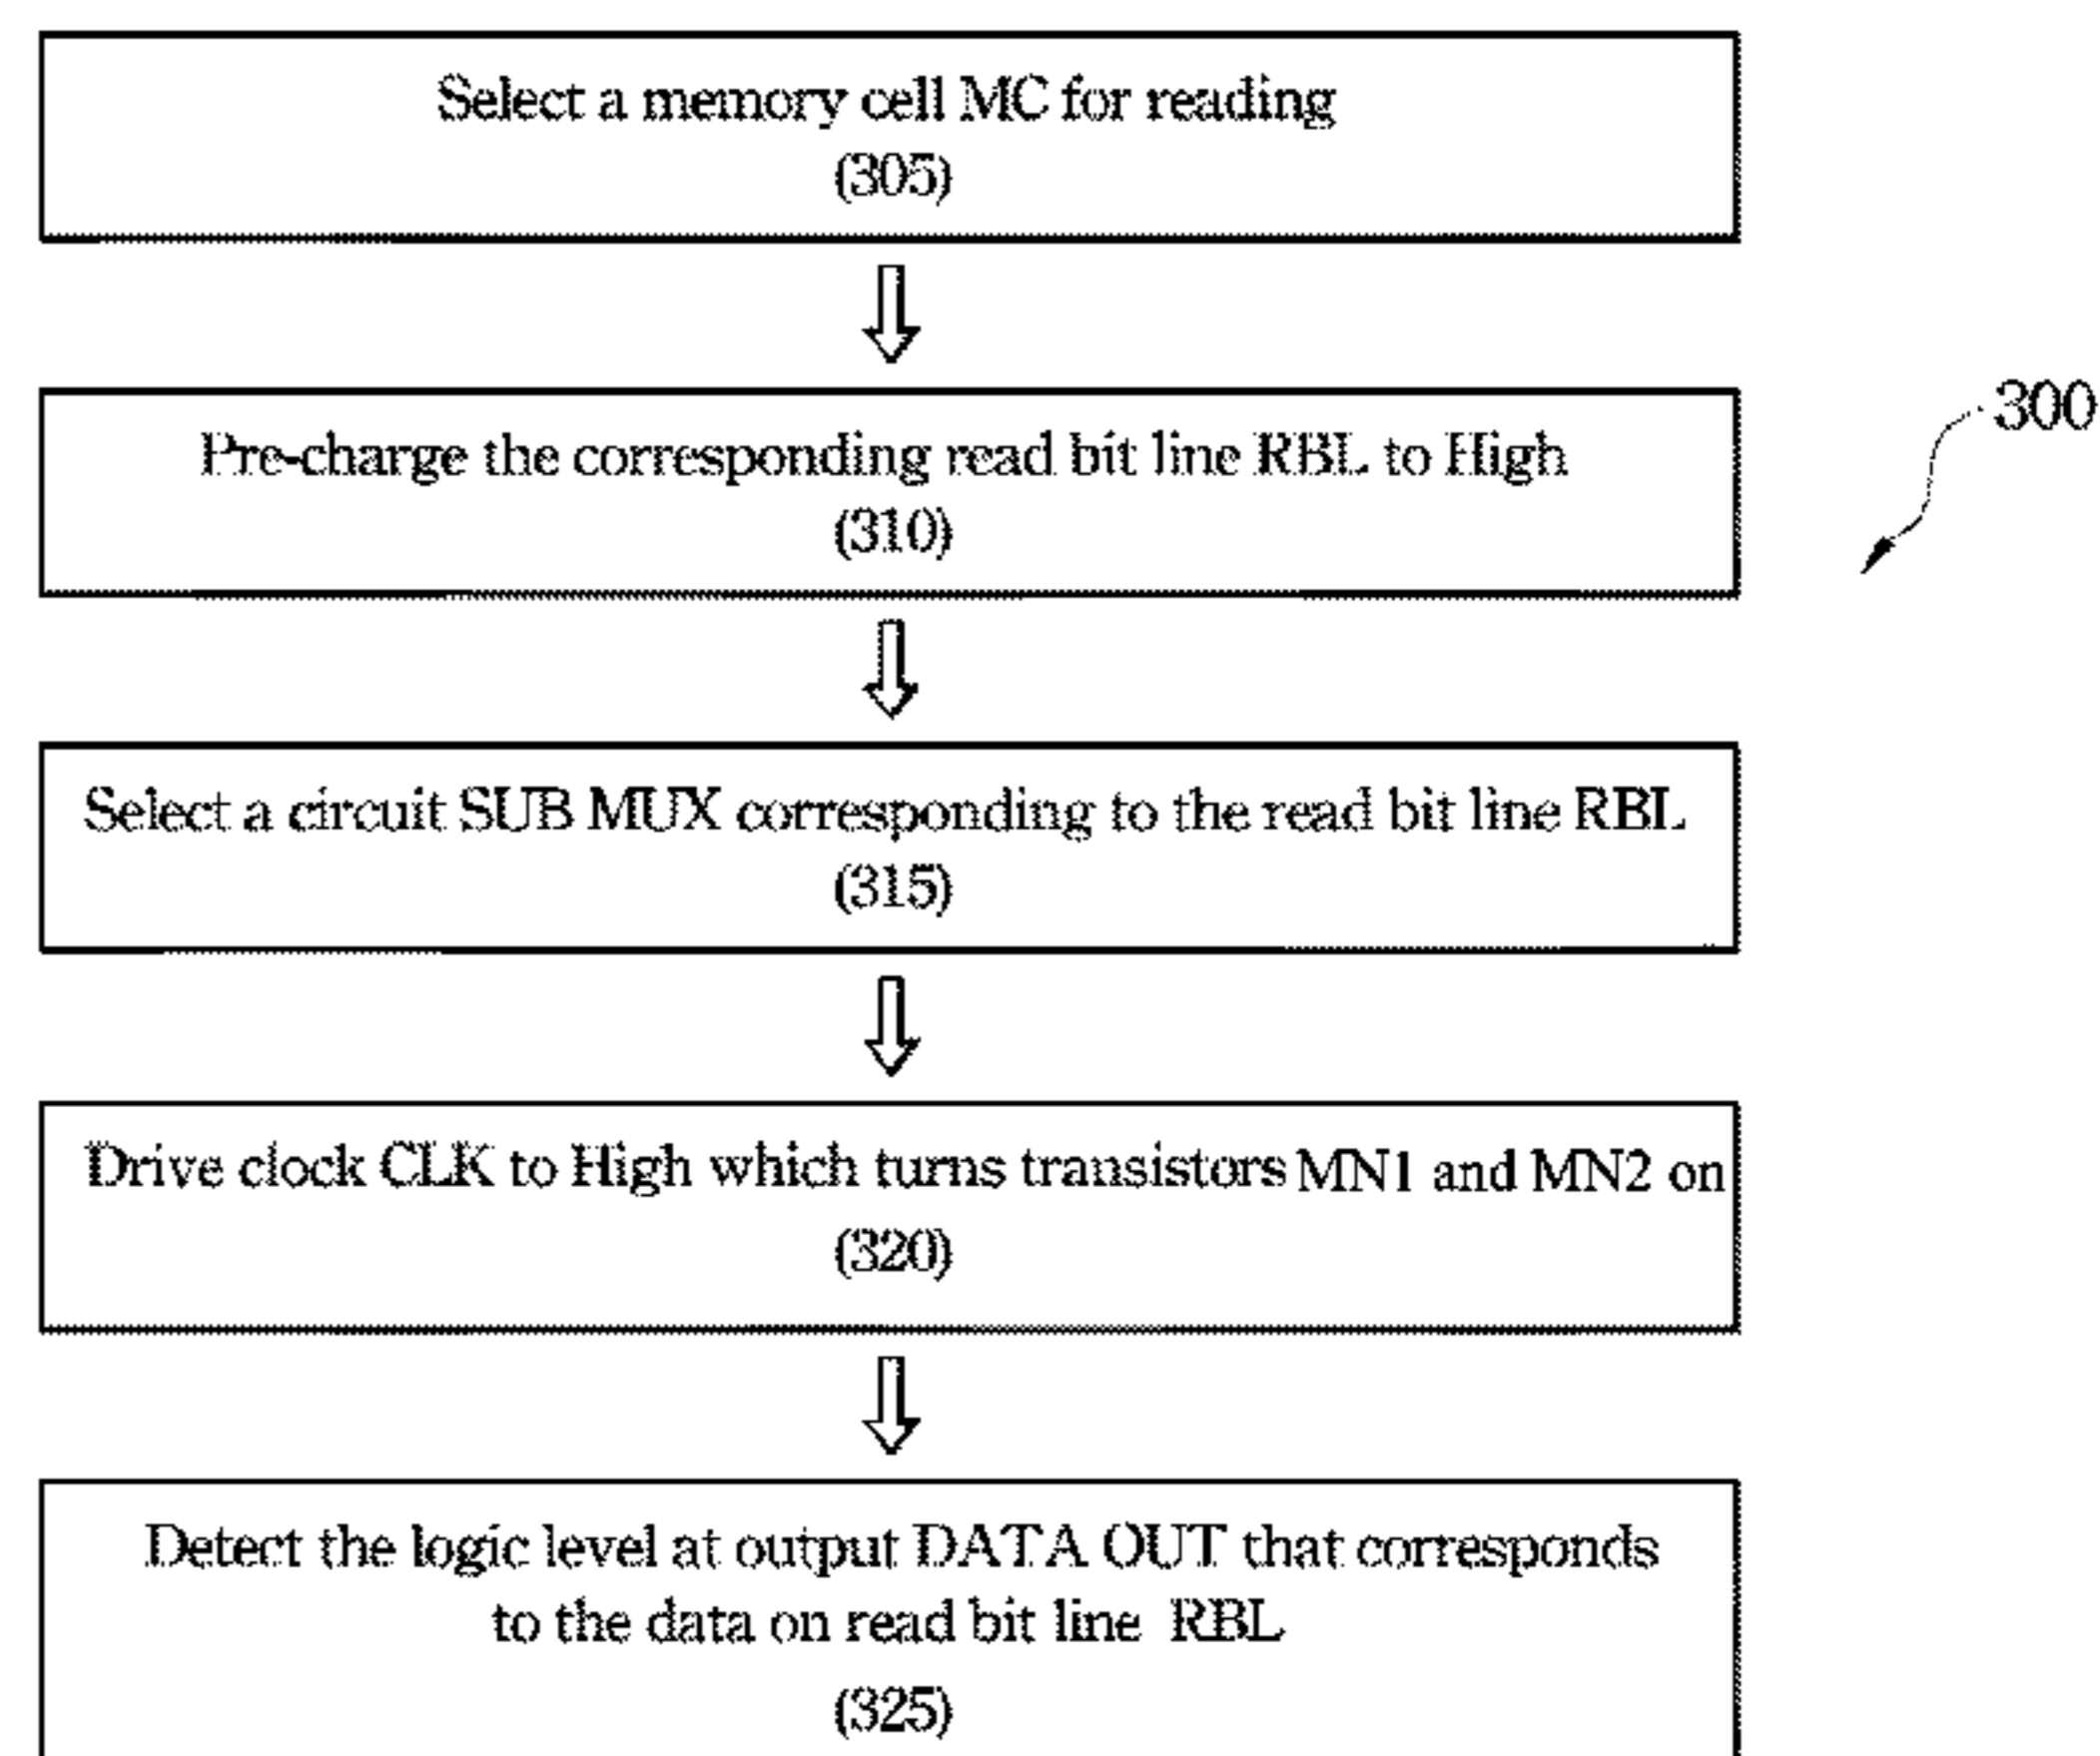 Select a memory cell MC for reading
(305)
Pre-charge the corresponding read bit line RBL to High
(310)
300
Select a circuit SUB MUX corresponding to the read bit line RBL
(315)
Drive clock CLK to High which turns transistors MN1 and MN2 on
(320)
Detect the logic level at output DATA OUT that corresponds
to the data on read bit line RBL
(325)